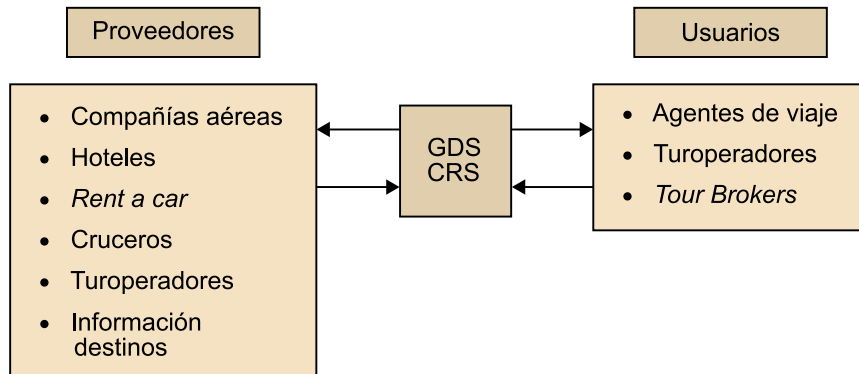 Proveedores
• Compañías aéreas
• Hoteles
• Rent a car
• Cruceros
• Turoperadores
• Información
destinos
GDS
CRS
Usuarios
• Agentes de viaje
• Turoperadores
• Tour Brokers